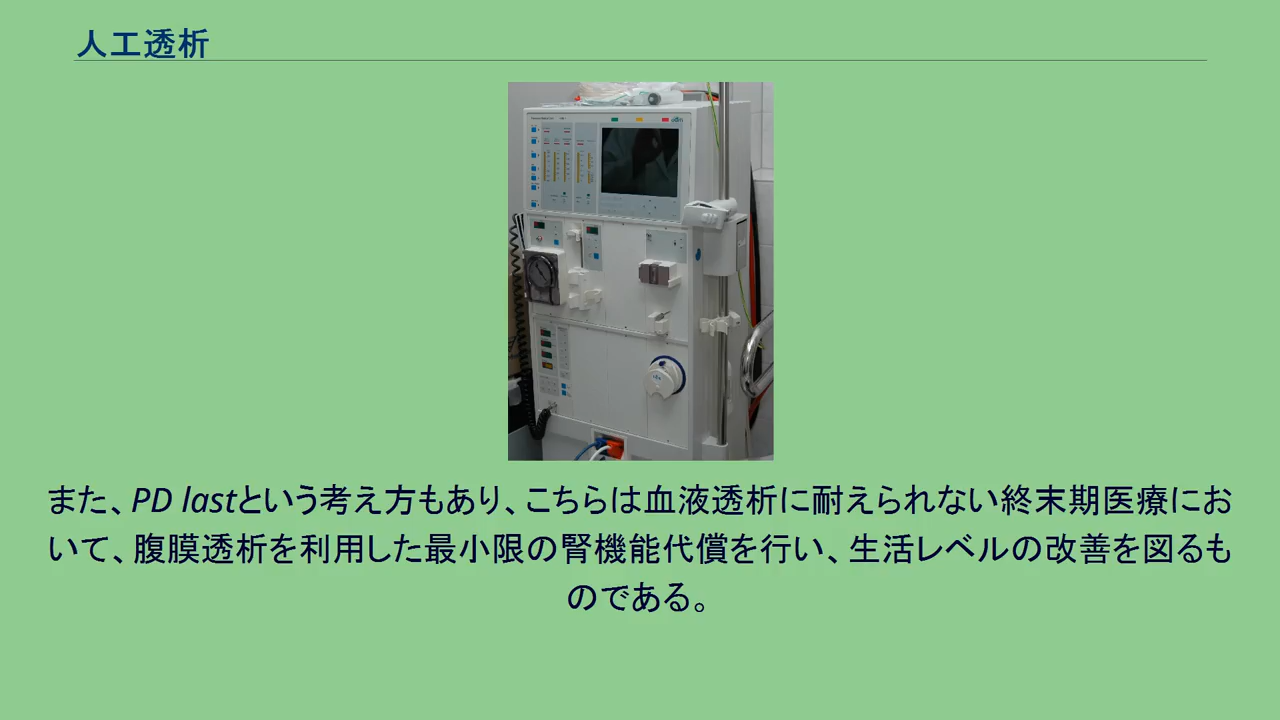 人工透析
また、PD lastという考え方もあり、こちらは血液透析に耐えられない終末期医療にお
いて、腹膜透析を利用した最小限の腎機能代償を行い、生活レベルの改善を図るも
のである。